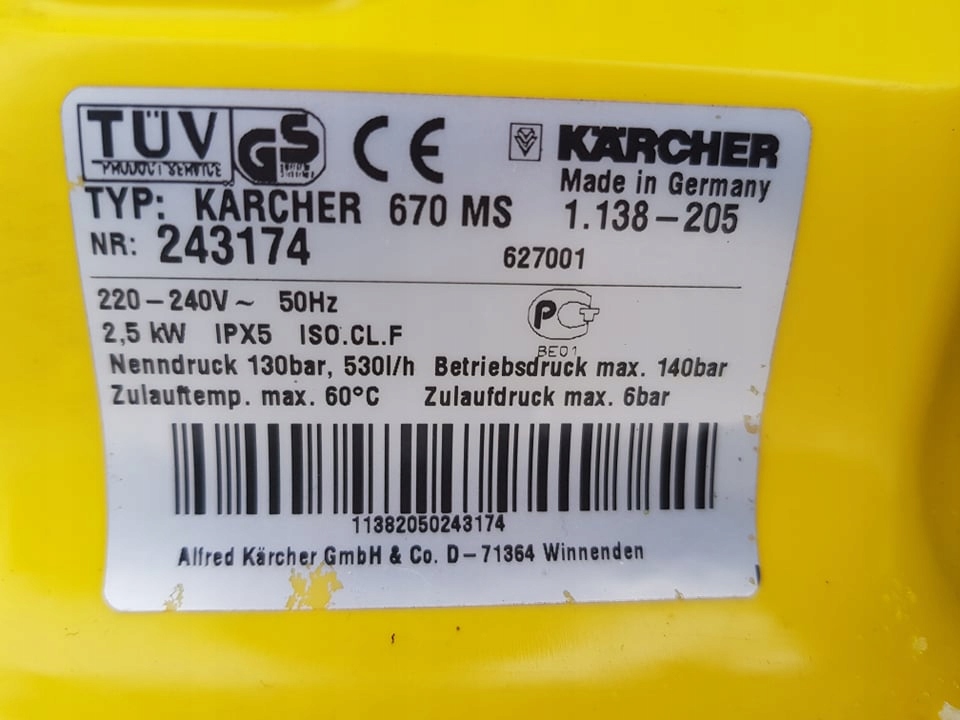 TÜV
PRODUCT SERVICE
GS
CE
KÄRCHER
Made in Germany
TYP: KÄRCHER 670 MS 1.138-205
NR: 243174 627001
220-240V ~ 50Hz
2,5 kW IPX5 ISO.CL.F
PCT
BE01
Nenndruck 130bar, 530l/h Betriebsdruck max. 140bar
Zulauftemp. max. 60°C Zulaufdruck max. 6bar
11382050243174
Alfred Kärcher GmbH & Co. D-71364 Winnenden